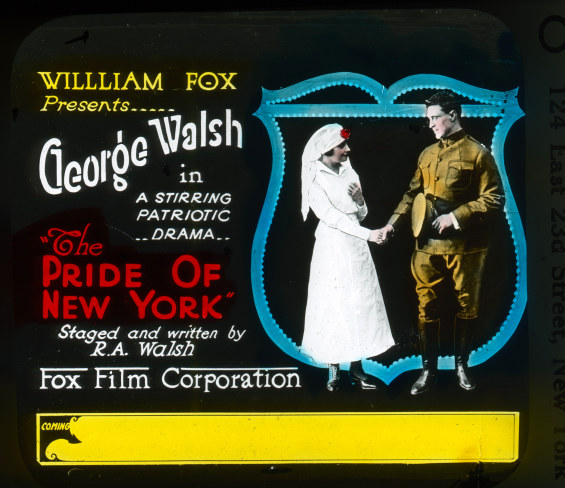 WILLLIAM FOX
Presents.....
George Walsh
in
A STIRRING
PATRIOTIC
..DRAMA..
"The
PRIDE OF
NEW YORK"
Staged and written by
R.A. Walsh
Fox Film Corporation
COMING
124 East 23d Street, New York